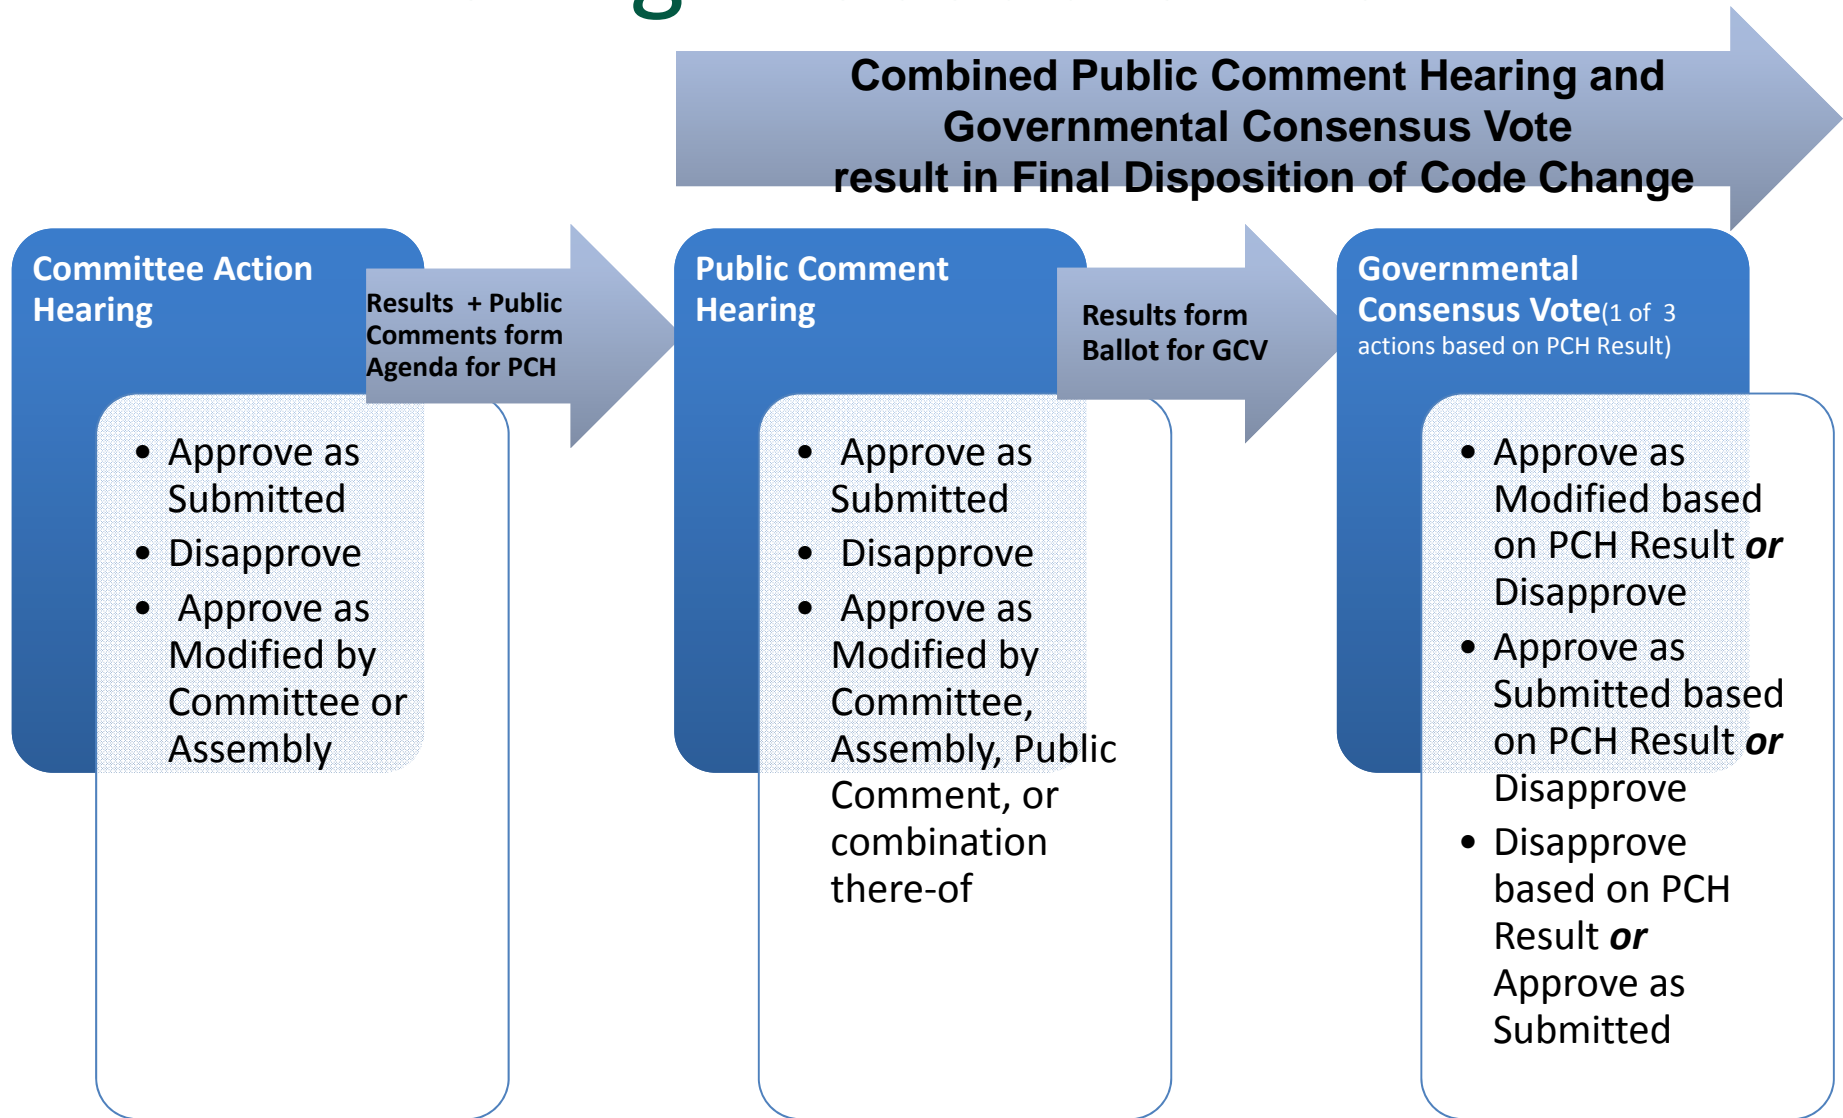 g
Combined Public Comment Hearing and
Governmental Consensus Vote
result in Final Disposition of Code Change
Committee Action
Hearing
Results + Public
Comments form
Agenda for PCH
• Approve as
Submitted
• Disapprove
• Approve as
Modified by
Committee or
Assembly
Public Comment
Hearing
Results form
Ballot for GCV
• Approve as
Submitted
• Disapprove
• Approve as
Modified by
Committee,
Assembly, Public
Comment, or
combination
there-of
Governmental
Consensus Vote(1 of 3
actions based on PCH Result)
• Approve as
Modified based
on PCH Result or
Disapprove
• Approve as
Submitted based
on PCH Result or
Disapprove
• Disapprove
based on PCH
Result or
Approve as
Submitted